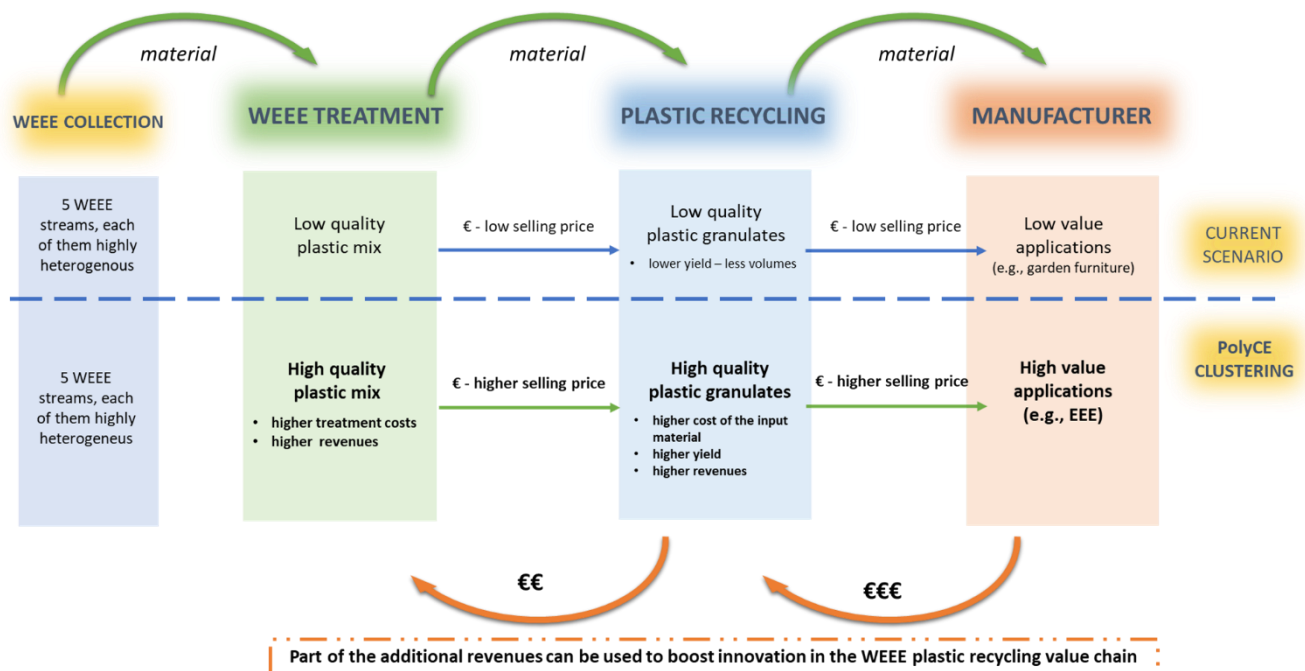 material
material
material
WEEE COLLECTION
WEEE TREATMENT
PLASTIC RECYCLING
MANUFACTURER
5 WEEE
streams, each
of them highly
heterogenous
Low quality
plastic mix
€ - low selling price
Low quality
plastic granulates
• lower yield – less volumes
€ - low selling price
Low value
applications
(e.g., garden furniture)
CURRENT
SCENARIO
5 WEEE
streams, each
of them highly
heterogeneus
High quality
plastic mix
• higher treatment costs
• higher revenues
€ - higher selling price
High quality
plastic granulates
• higher cost of the input
material
• higher yield
• higher revenues
€ - higher selling price
High value
applications
(e.g., EEE)
PolyCE
CLUSTERING
€€
€€€
Part of the additional revenues can be used to boost innovation in the WEEE plastic recycling value chain